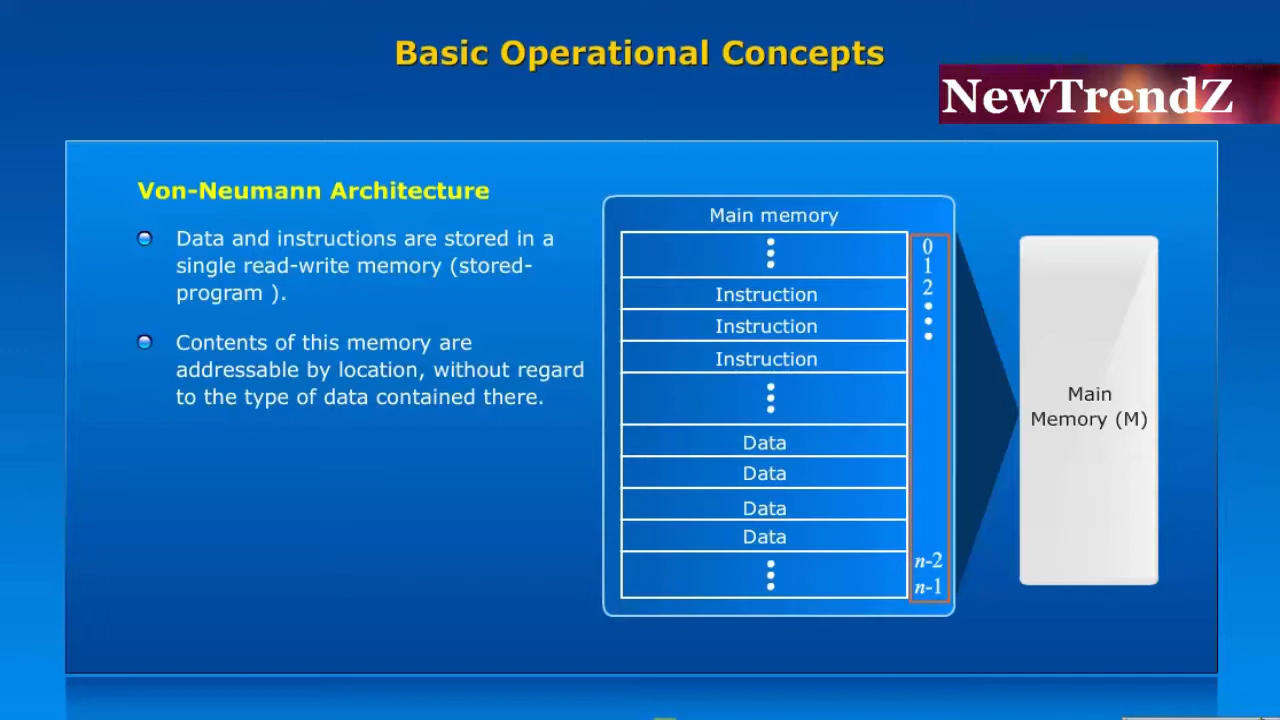 Basic Operational Concepts
NewTrendZ
Von-Neumann Architecture
Data and instructions are stored in a
single read-write memory (stored-
program ).
Contents of this memory are
addressable by location, without regard
to the type of data contained there.
Main memory
Instruction
Instruction
Instruction
Data
Data
Data
Data
0
1
2
n-2
n-1
Main
Memory (M)